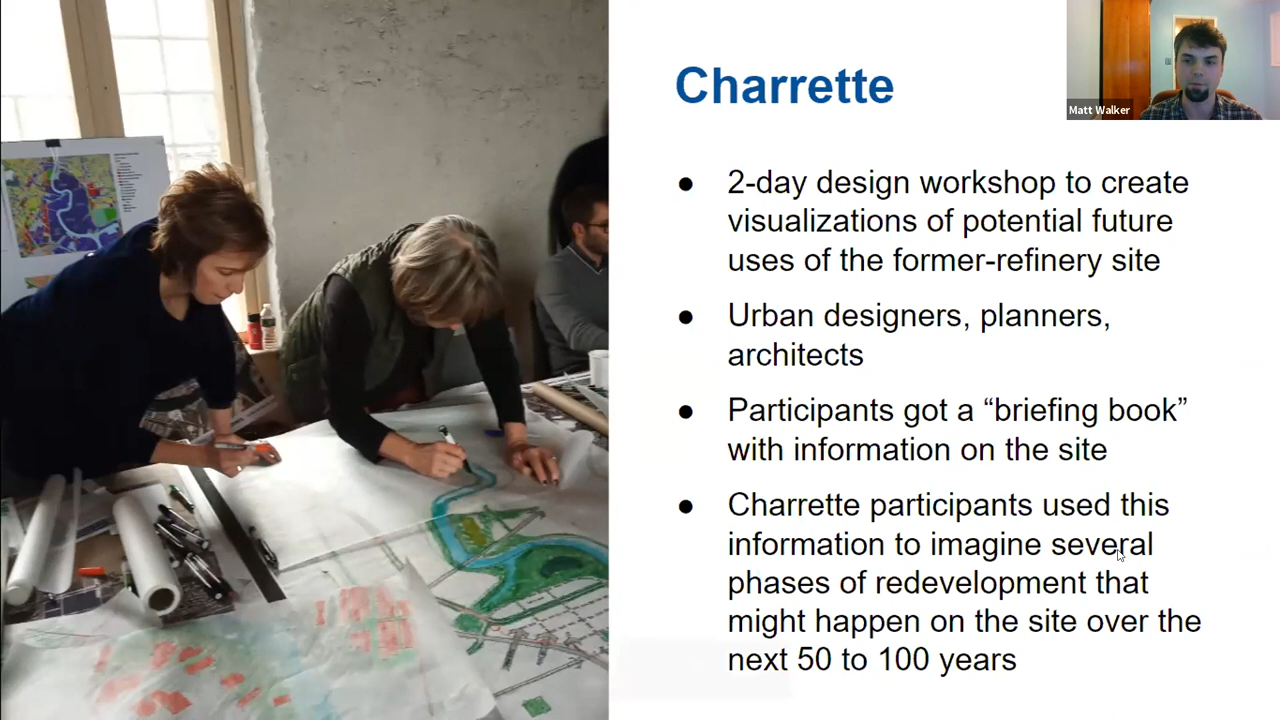 Charrette
Matt Walker
● 2-day design workshop to create
visualizations of potential future
uses of the former-refinery site
● Urban designers, planners,
architects
● Participants got a “briefing book”
with information on the site
● Charrette participants used this
information to imagine several
phases of redevelopment that
might happen on the site over the
next 50 to 100 years